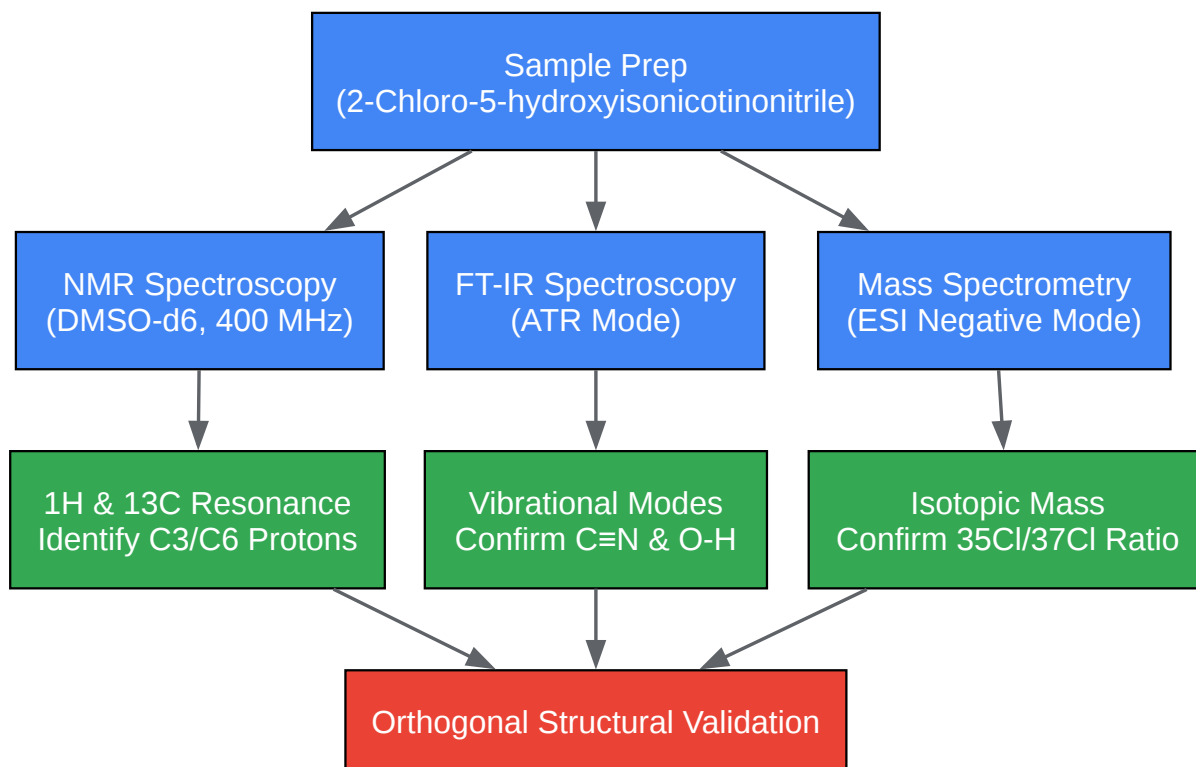 Sample Prep
(2-Chloro-5-hydroxyisonicotinonitrile)
NMR Spectroscopy
(DMSO-d6, 400 MHz)
FT-IR Spectroscopy
(ATR Mode)
Mass Spectrometry
(ESI Negative Mode)
1H & 13C Resonance
Identify C3/C6 Protons
Vibrational Modes
Confirm C≡N & O-H
Isotopic Mass
Confirm 35Cl/37Cl Ratio
Orthogonal Structural Validation